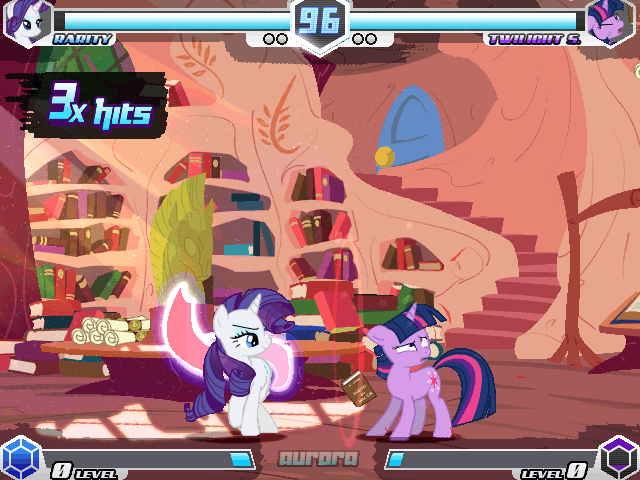 96
RARITY
TWILIGHT S.
3x hits
0 LEVEL
aurora
LEVEL 0